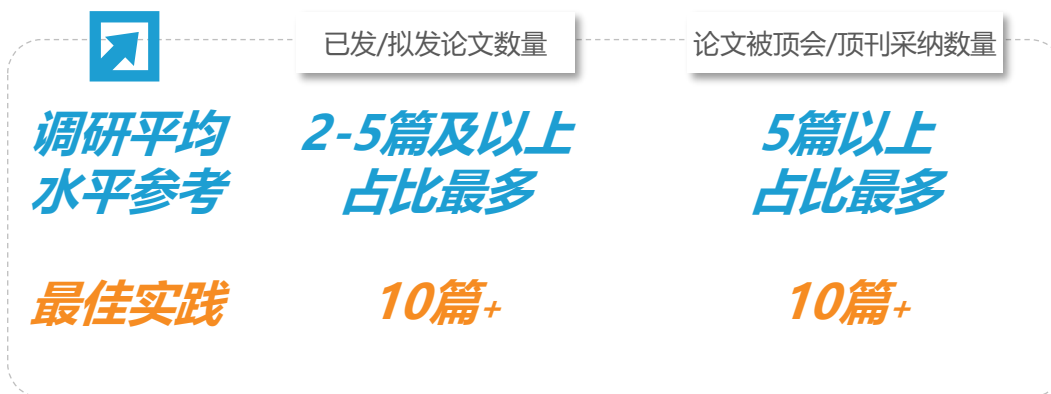 已发/拟发论文数量
论文被顶会/顶刊采纳数量
调研平均
水平参考
2-5篇及以上
占比最多
5篇以上
占比最多
最佳实践
10篇+
10篇+